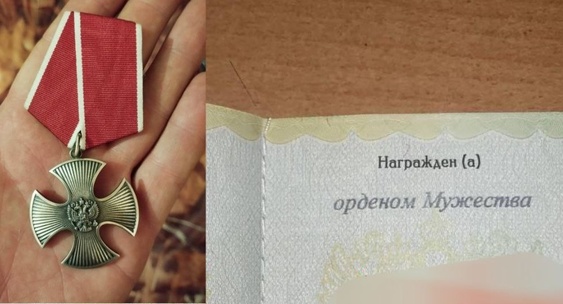 Награжден (а)
орденом Мужества